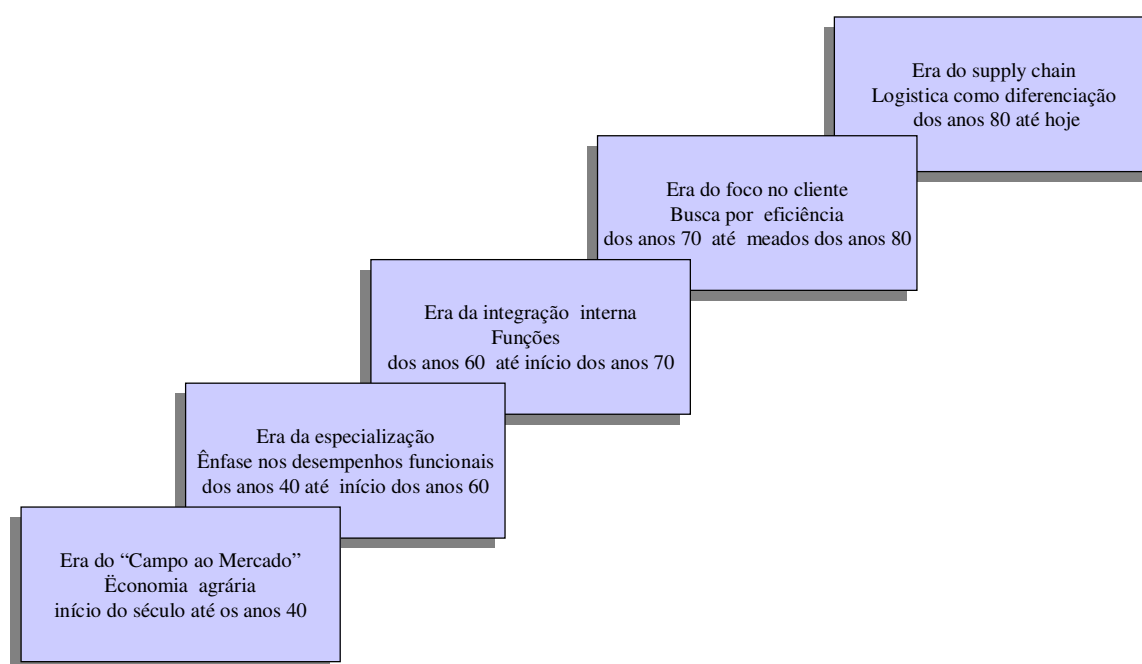 Era do supply chain
Logistica como diferenciação
dos anos 80 até hoje
Era do foco no cliente
Busca por eficiência
dos anos 70 até meados dos anos 80
Era da integração interna
Funções
dos anos 60 até início dos anos 70
Era da especialização
Ênfase nos desempenhos funcionais
dos anos 40 até início dos anos 60
Era do “Campo ao Mercado”
Ëconomia agrária
início do século até os anos 40